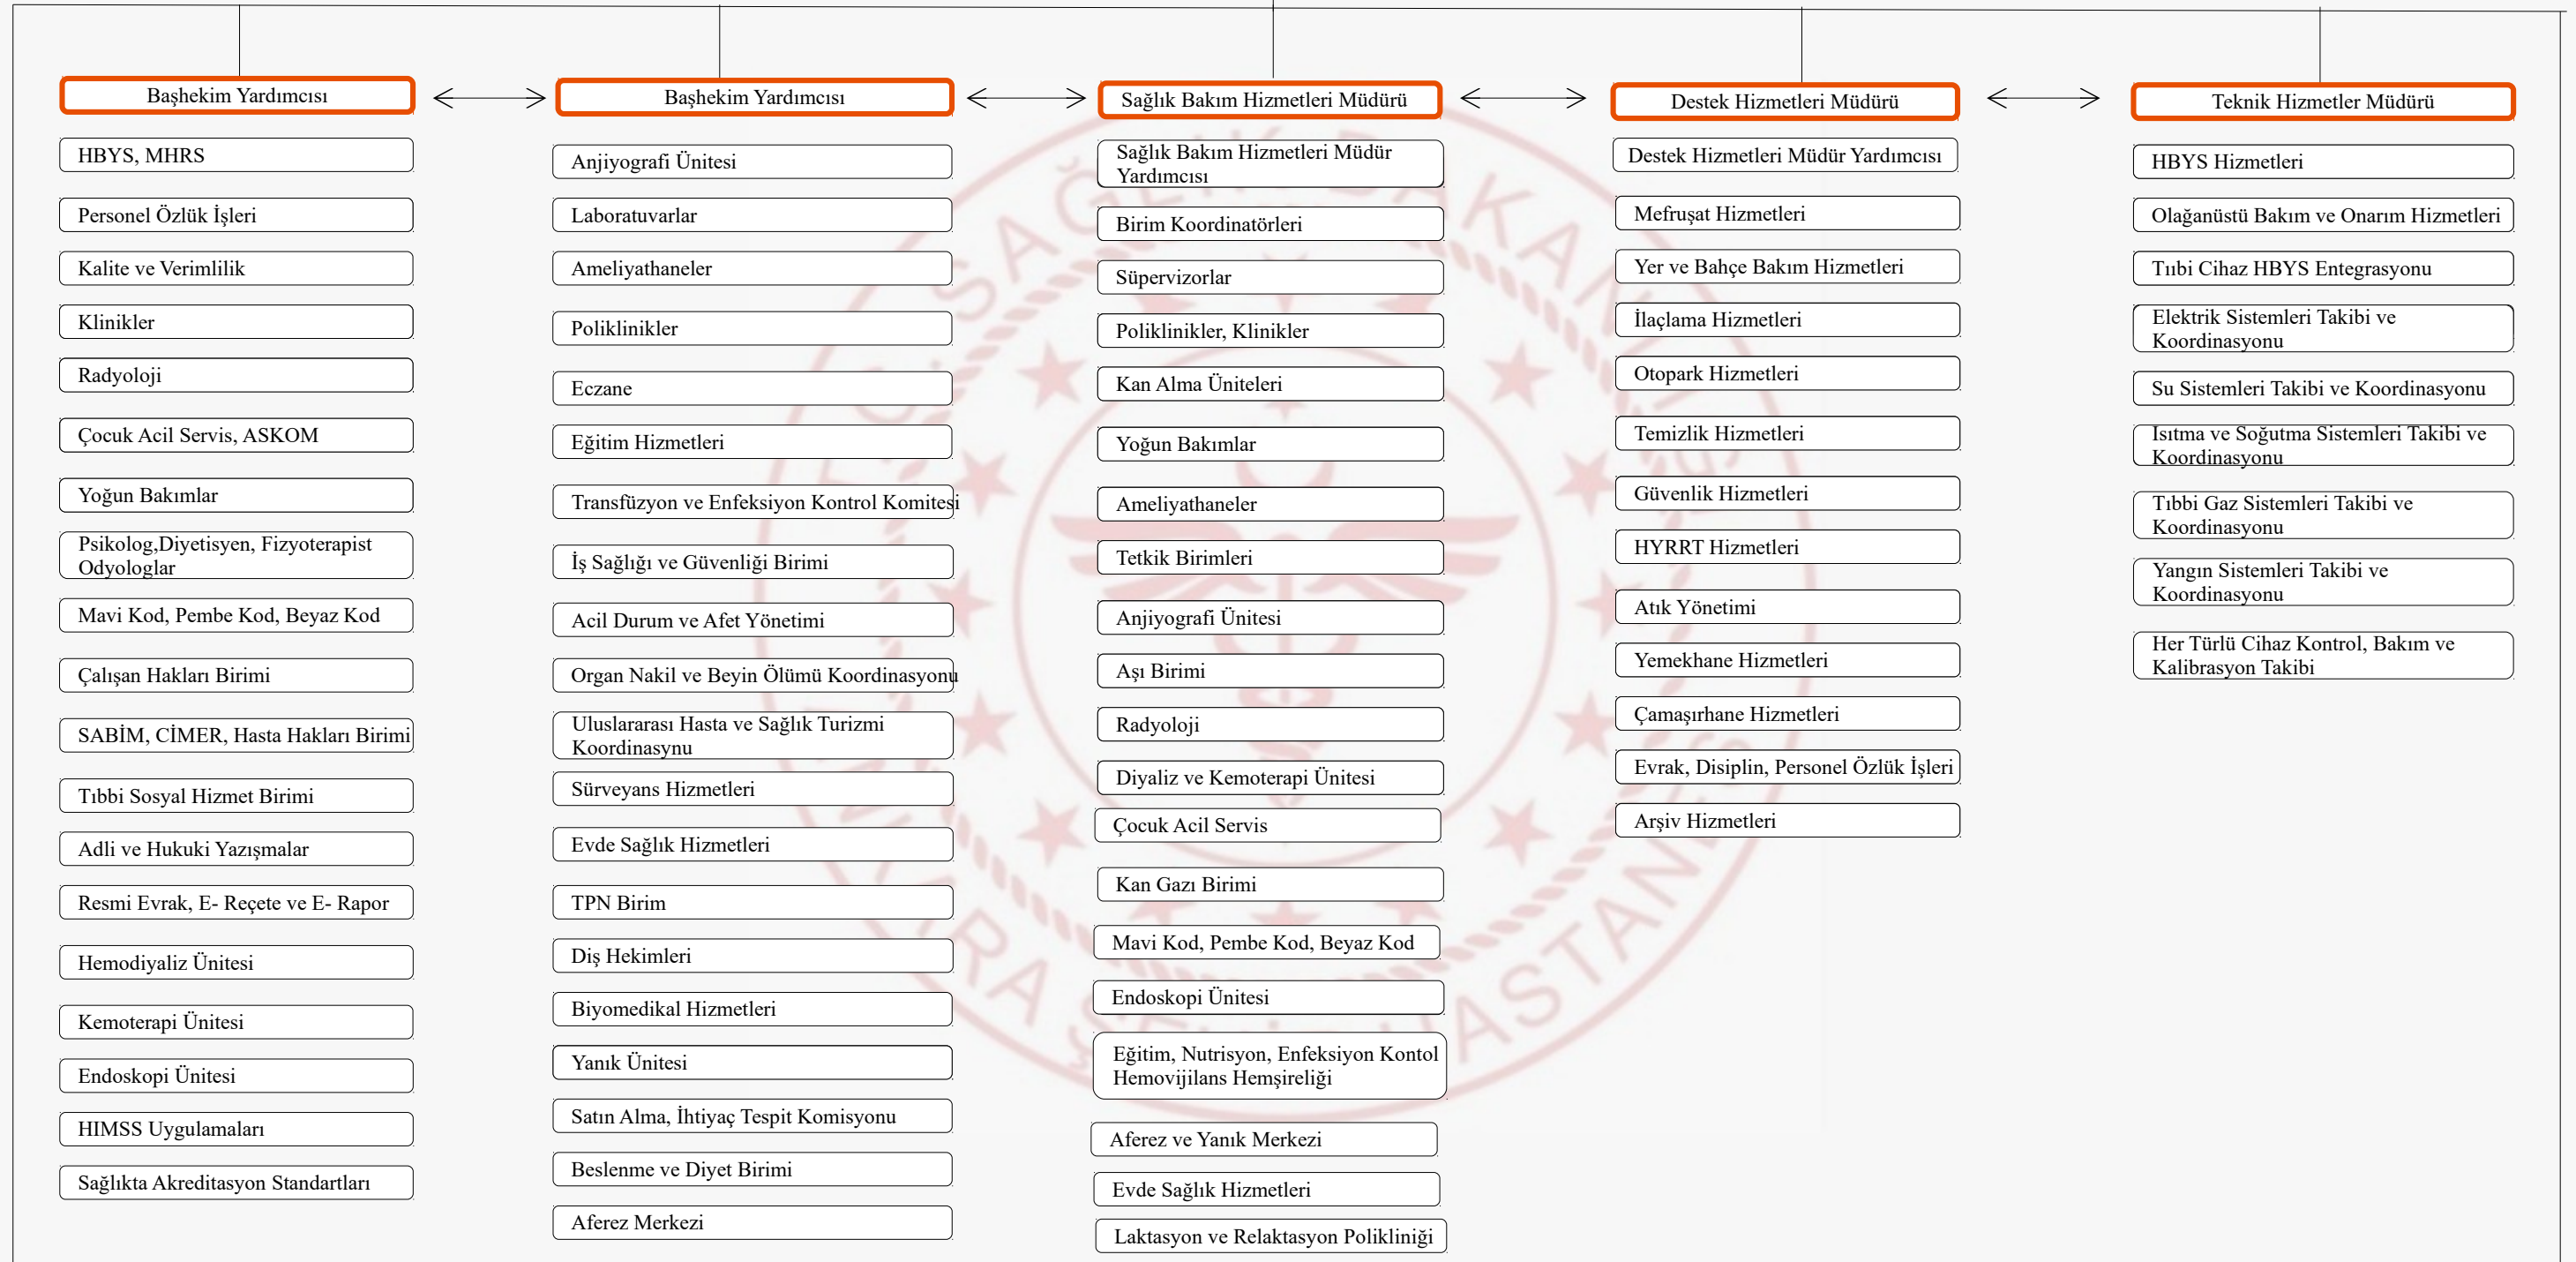 Başhekim Yardımcısı
HBYS, MHRS
Personel Özlük İşleri
Kalite ve Verimlilik
Klinikler
Radyoloji
Çocuk Acil Servis, ASKOM
Yoğun Bakımlar
Psikolog,Diyetisyen, Fizyoterapist
Odyologlar
Mavi Kod, Pembe Kod, Beyaz Kod
Çalışan Hakları Birimi
SABİM, CİMER, Hasta Hakları Birimi
Tıbbi Sosyal Hizmet Birimi
Adli ve Hukuki Yazışmalar
Resmi Evrak, E- Reçete ve E- Rapor
Hemodiyaliz Ünitesi
Kemoterapi Ünitesi
Endoskopi Ünitesi
HIMSS Uygulamaları
Sağlıkta Akreditasyon Standartları
Başhekim Yardımcısı
Anjiyografi Ünitesi
Laboratuvarlar
Ameliyathaneler
Poliklinikler
Eczane
Eğitim Hizmetleri
Transfüzyon ve Enfeksiyon Kontrol Komitesi
İş Sağlığı ve Güvenliği Birimi
Acil Durum ve Afet Yönetimi
Organ Nakil ve Beyin Ölümü Koordinasyonu
Uluslararası Hasta ve Sağlık Turizmi
Koordinasynu
Sürveyans Hizmetleri
Evde Sağlık Hizmetleri
TPN Birim
Diş Hekimleri
Biyomedikal Hizmetleri
Yanık Ünitesi
Satın Alma, İhtiyaç Tespit Komisyonu
Beslenme ve Diyet Birimi
Aferez Merkezi
Sağlık Bakım Hizmetleri Müdürü
Sağlık Bakım Hizmetleri Müdür
Yardımcısı
Birim Koordinatörleri
Süpervizorlar
Poliklinikler, Klinikler
Kan Alma Üniteleri
Yoğun Bakımlar
Ameliyathaneler
Tetkik Birimleri
Anjiyografi Ünitesi
Aşı Birimi
Radyoloji
Diyaliz ve Kemoterapi Ünitesi
Çocuk Acil Servis
Kan Gazı Birimi
Mavi Kod, Pembe Kod, Beyaz Kod
Endoskopi Ünitesi
Eğitim, Nutrisyon, Enfeksiyon Kontol
Hemovijilans Hemşireliği
Aferez ve Yanık Merkezi
Evde Sağlık Hizmetleri
Laktasyon ve Relaktasyon Polikliniği
Destek Hizmetleri Müdürü
Destek Hizmetleri Müdür Yardımcısı
Mefruşat Hizmetleri
Yer ve Bahçe Bakım Hizmetleri
İlaçlama Hizmetleri
Otopark Hizmetleri
Temizlik Hizmetleri
Güvenlik Hizmetleri
HYRRT Hizmetleri
Atık Yönetimi
Yemekhane Hizmetleri
Çamaşırhane Hizmetleri
Evrak, Disiplin, Personel Özlük İşleri
Arşiv Hizmetleri
Teknik Hizmetler Müdürü
HBYS Hizmetleri
Olağanüstü Bakım ve Onarım Hizmetleri
Tııbi Cihaz HBYS Entegrasyonu
Elektrik Sistemleri Takibi ve
Koordinasyonu
Su Sistemleri Takibi ve Koordinasyonu
Isıtma ve Soğutma Sistemleri Takibi ve
Koordinasyonu
Tıbbi Gaz Sistemleri Takibi ve
Koordinasyonu
Yangın Sistemleri Takibi ve
Koordinasyonu
Her Türlü Cihaz Kontrol, Bakım ve
Kalibrasyon Takibi